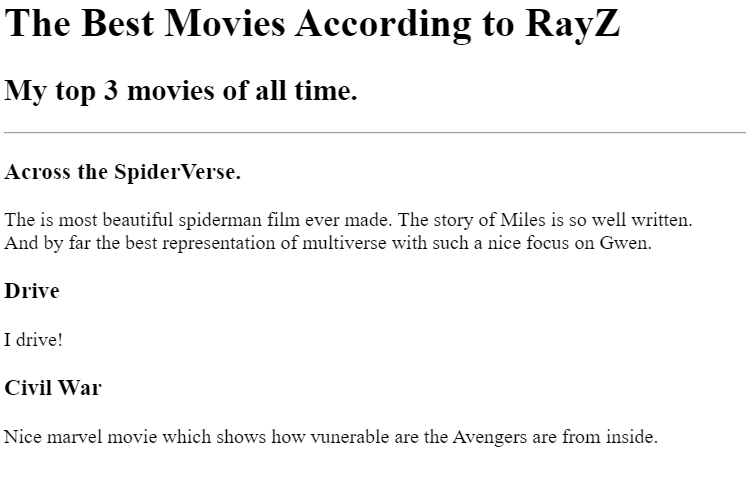 The Best Movies According to RayZ
My top 3 movies of all time.
Across the SpiderVerse.
The is most beautiful spiderman film ever made. The story of Miles is so well written.
And by far the best representation of multiverse with such a nice focus on Gwen.
Drive
I drive!
Civil War
Nice marvel movie which shows how vunerable are the Avengers are from inside.